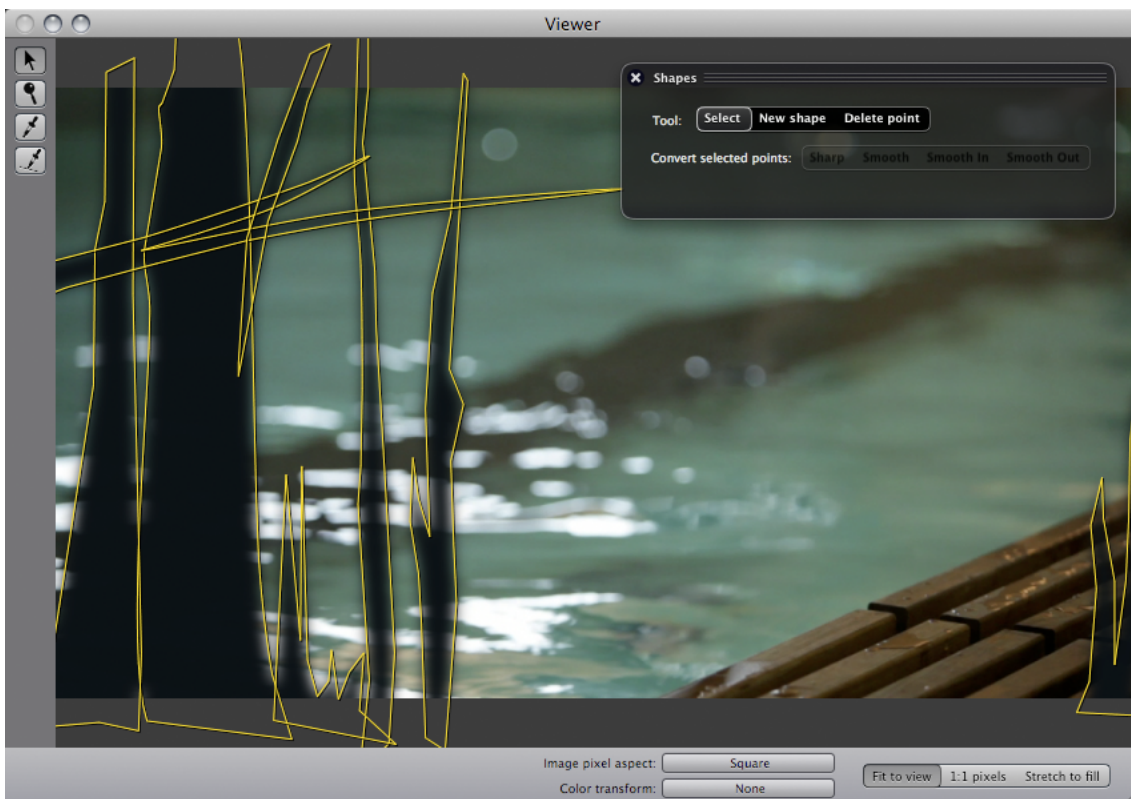 Viewer
Shapes
Tool: Select New shape Delete point
Convert selected points: Sharp Smooth Smooth In Smooth Out
Image pixel aspect: Square
Color transform: None
Fit to view 1:1 pixels Stretch to fill